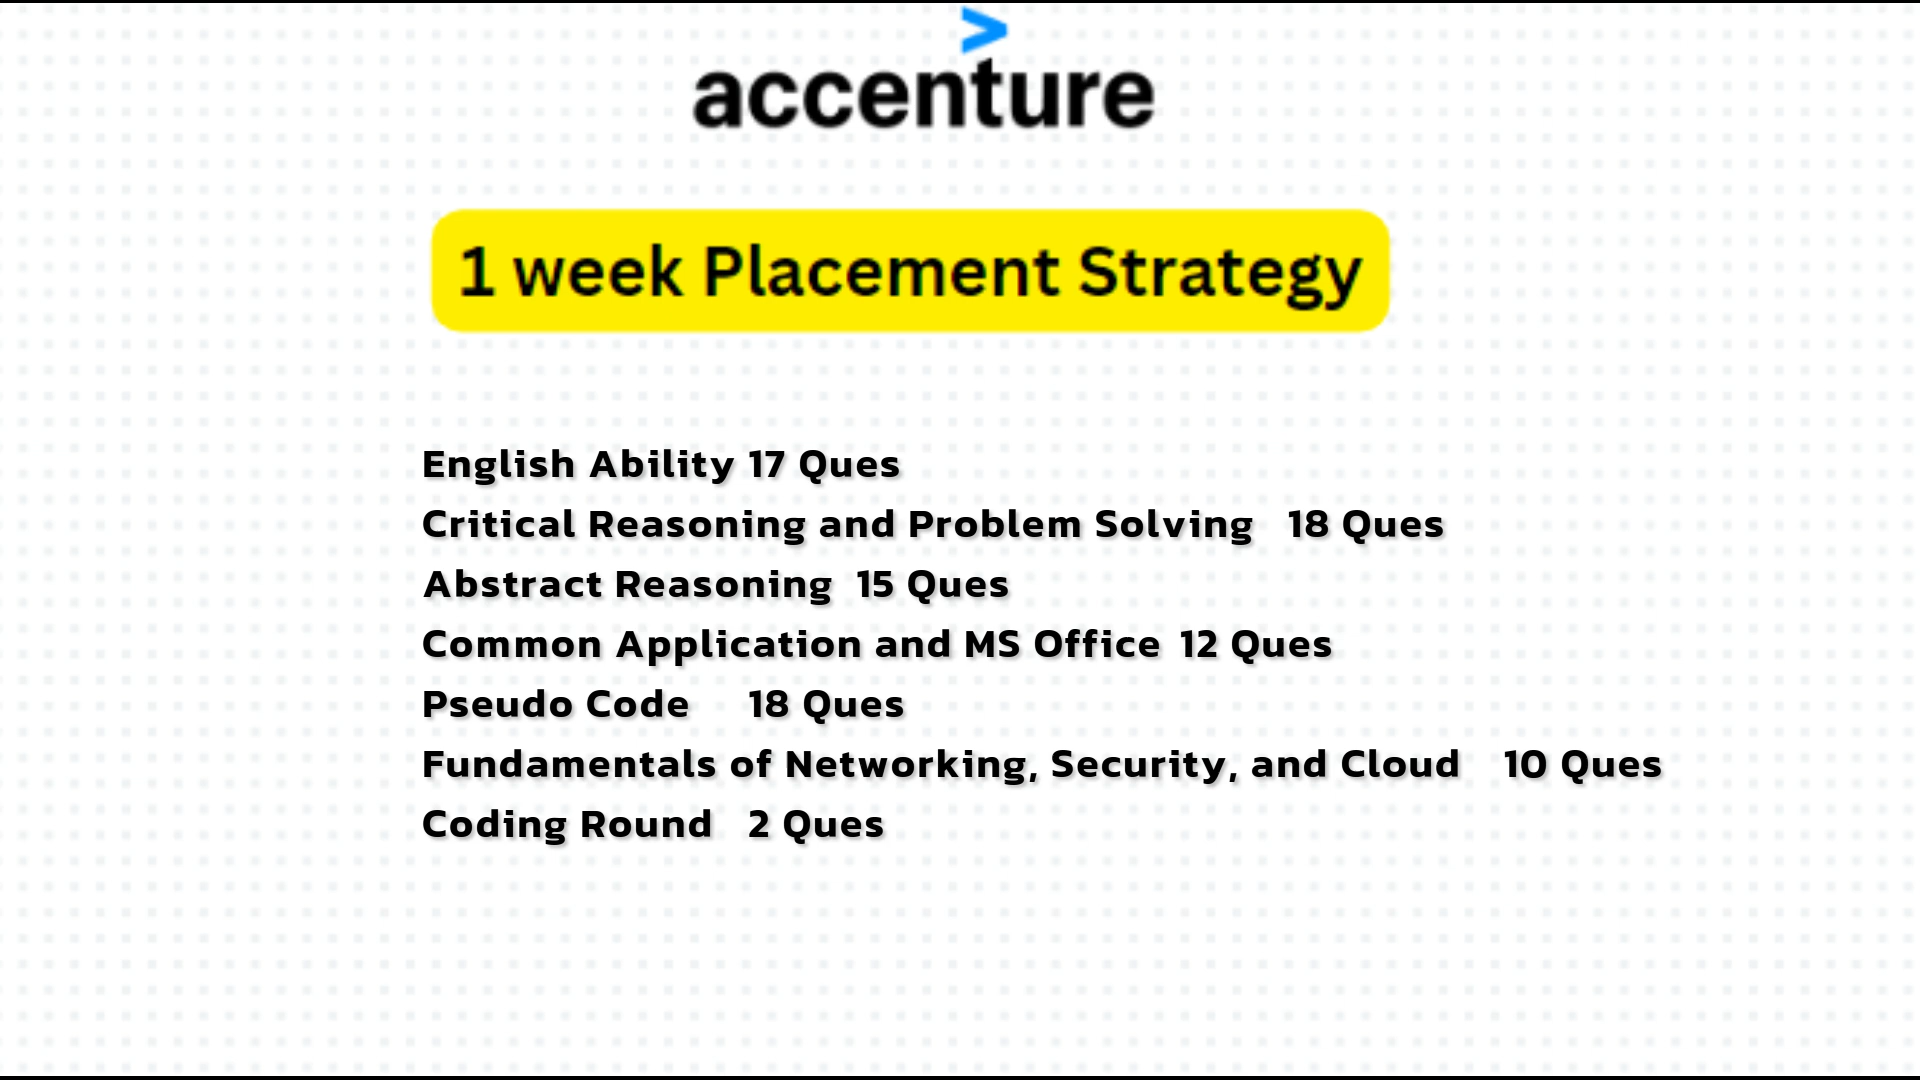 >
accenture
1 week Placement Strategy
English Ability 17 Ques
Critical Reasoning and Problem Solving 18 Ques
Abstract Reasoning 15 Ques
Common Application and MS Office 12 Ques
Pseudo Code 18 Ques
Fundamentals of Networking, Security, and Cloud 10 Ques
Coding Round 2 Ques